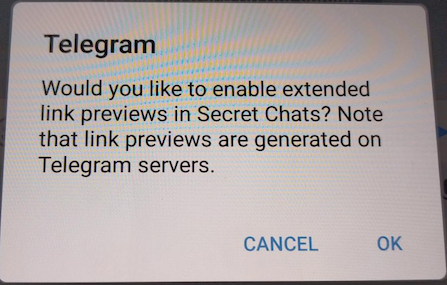 Telegram
Would you like to enable extended
link previews in Secret Chats? Note
that link previews are generated on
Telegram servers.
CANCEL OK